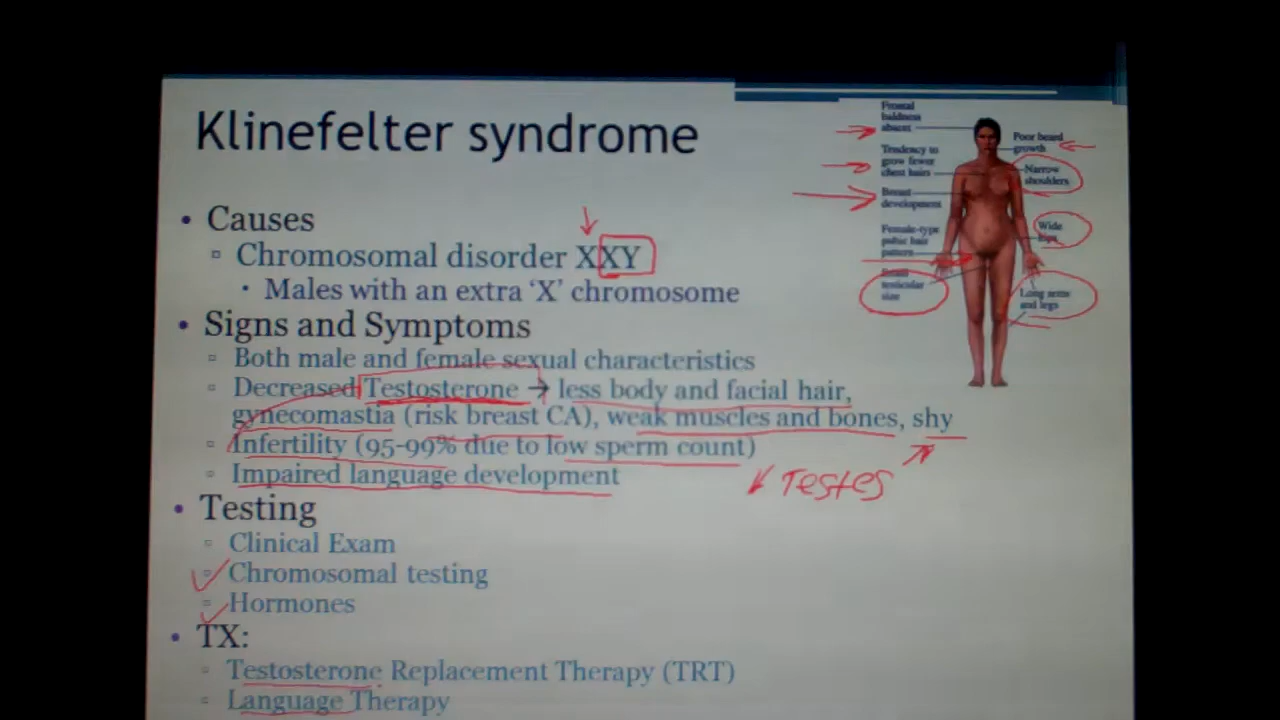 Klinefelter syndrome
• Causes
▫ Chromosomal disorder XXY
• Males with an extra ‘X’ chromosome
• Signs and Symptoms
▫ Both male and female sexual characteristics
▫ Decreased Testosterone → less body and facial hair,
gynecomastia (risk breast CA), weak muscles and bones, shy
▫ Infertility (95-99% due to low sperm count)
▫ Impaired language development
↓ Testes
• Testing
▫ Clinical Exam
▫ Chromosomal testing
▫ Hormones
• TX:
▫ Testosterone Replacement Therapy (TRT)
▫ Language Therapy
Frontal
baldness
absent
Tendency to
grow fewer
chest hairs
Breast
development
Female-type
pubic hair
pattern
testicular
size
Poor beard
growth
Narrow
shoulders
Wide
hips
Long arms
and legs